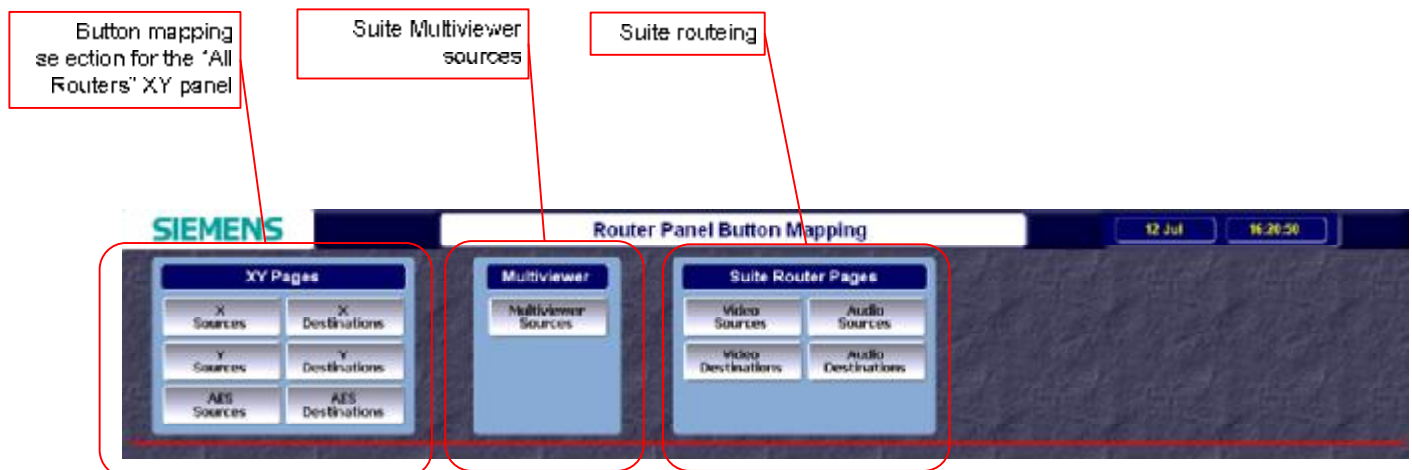 Button mapping
se ection for the "All
Routers" XY panel
Suite Multiviewer
sources
Suite routeing
SIEMENS
Router Panel Button Mapping
12 Jul
16:20:50
XY Pages
X
Sources
X
Destinations
Y
Sources
Y
Destinations
AES
Sources
AES
Destinations
Multiviewer
Multiviewer
Sources
Suite Router Pages
Video
Sources
Audio
Sources
Video
Destinations
Audio
Destinations